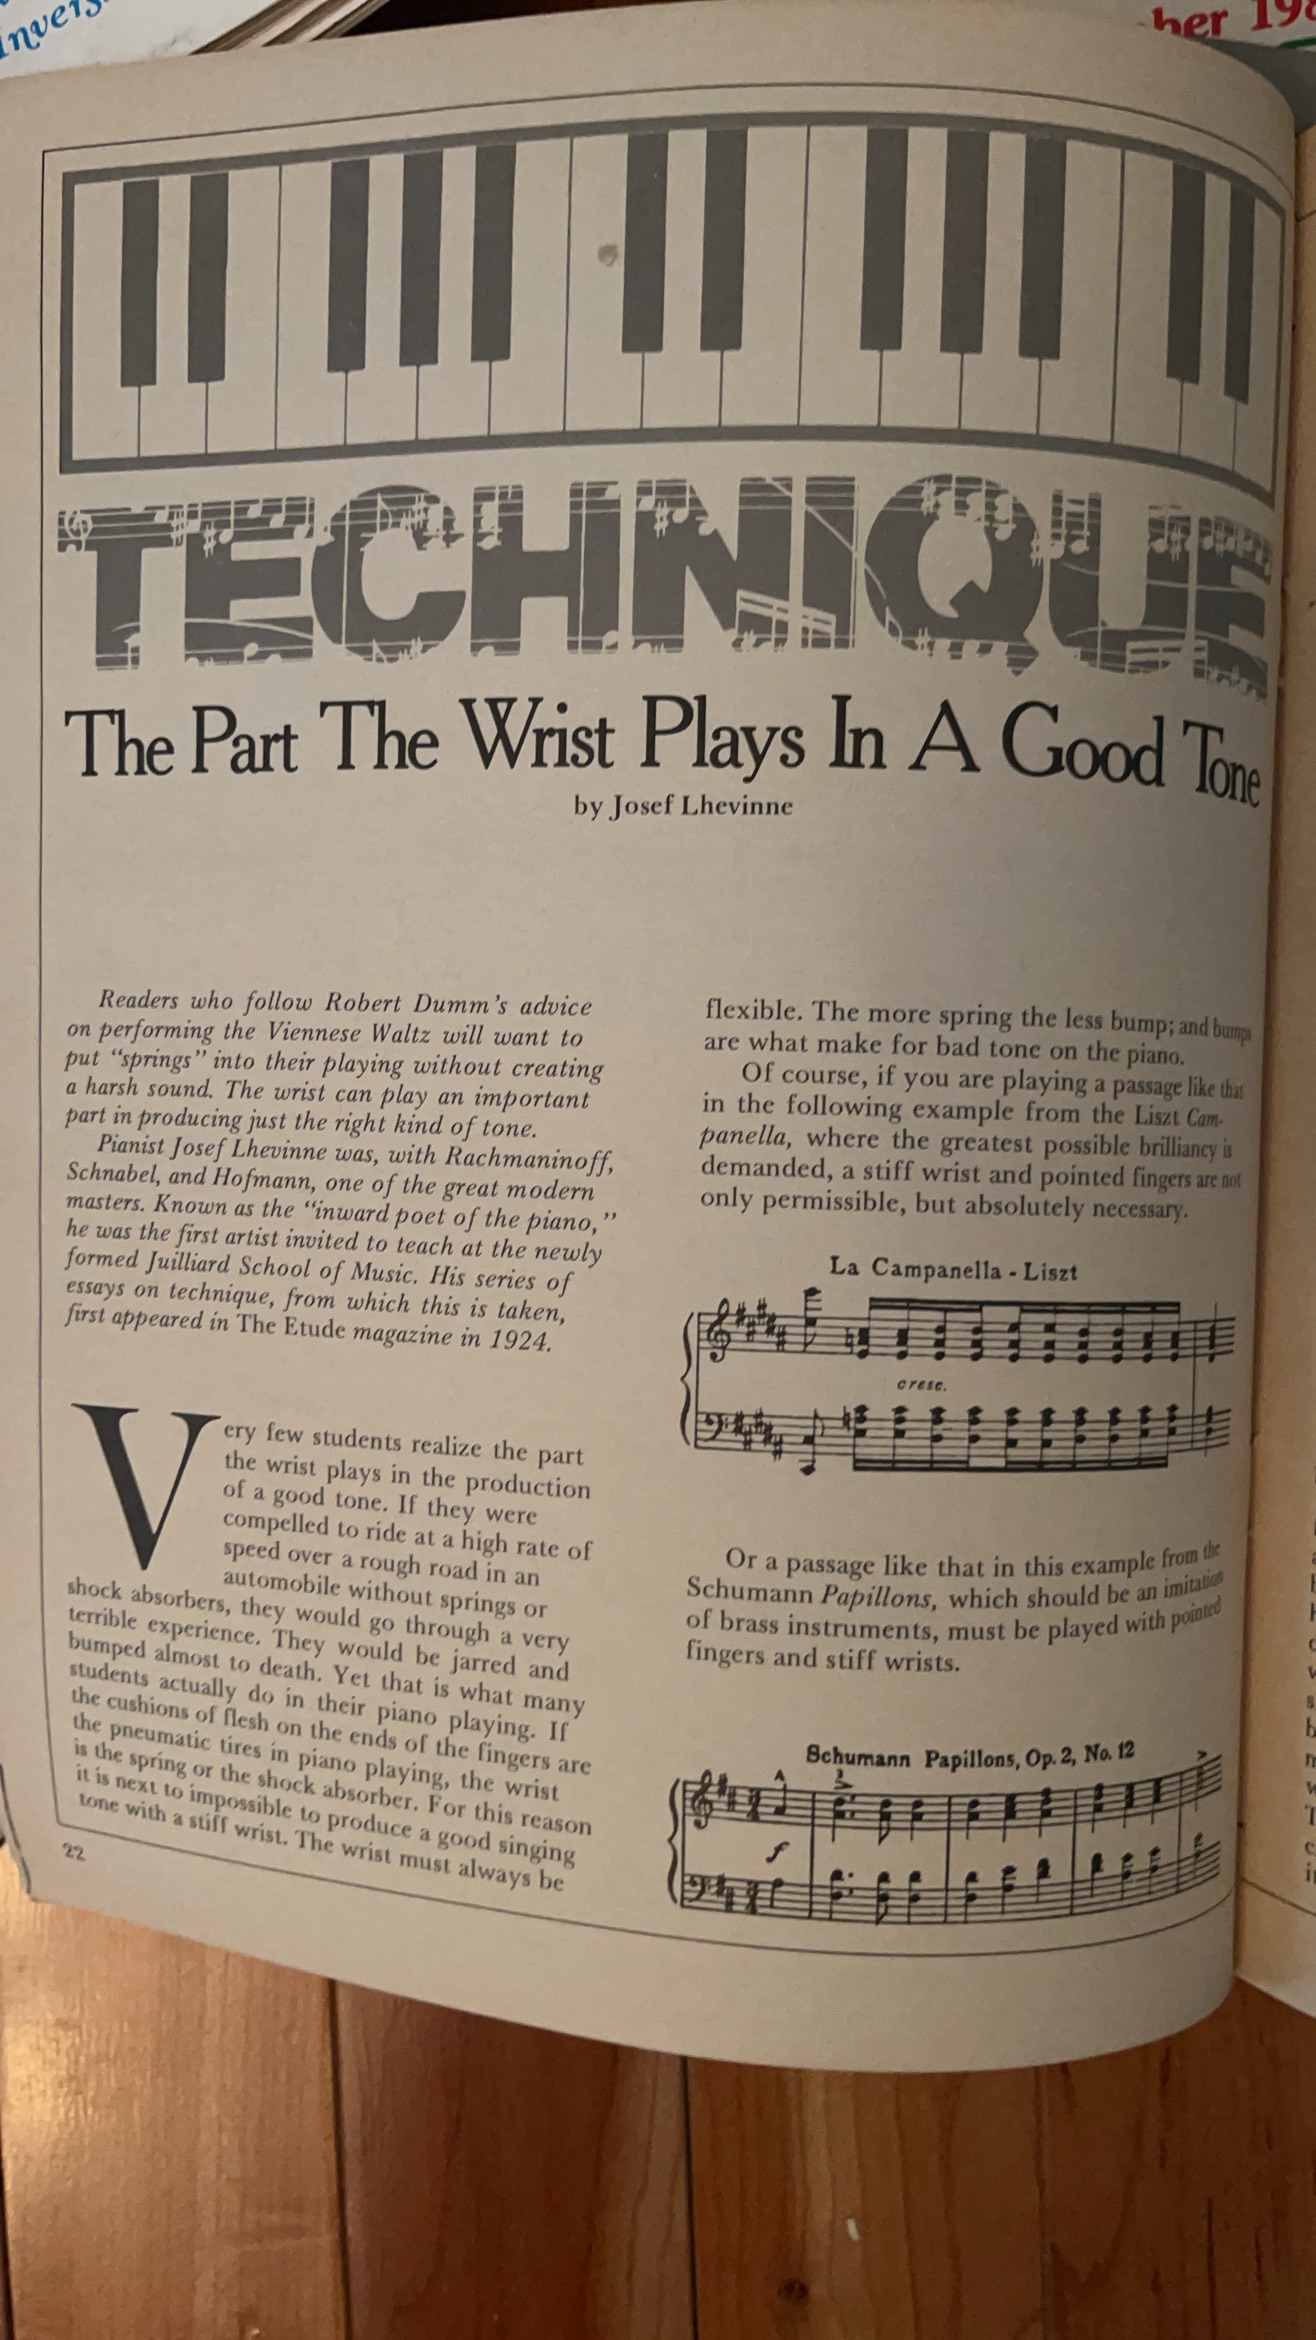 ber 198
TECHNIQUE
The Part The Wrist Plays In A Good Tone
by Josef Lhevinne
Readers who follow Robert Dumm's advice
on performing the Viennese Waltz will want to
put "springs" into their playing without creating
a harsh sound. The wrist can play an important
part in producing just the right kind of tone.
Pianist Josef Lhevinne was, with Rachmaninoff,
Schnabel, and Hofmann, one of the great modern
masters. Known as the "inward poet of the piano,"
he was the first artist invited to teach at the newly
formed Juilliard School of Music. His series of
essays on technique, from which this is taken,
first appeared in The Etude magazine in 1924.
Very few students realize the part
the wrist plays in the production
of a good tone. If they were
compelled to ride at a high rate of
speed over a rough road in an
automobile without springs or
shock absorbers, they would go through a very
terrible experience. They would be jarred and
bumped almost to death. Yet that is what many
students actually do in their piano playing. If
the cushions of flesh on the ends of the fingers are
the pneumatic tires in piano playing, the wrist
is the spring or the shock absorber. For this reason
it is next to impossible to produce a good singing
tone with a stiff wrist. The wrist must always be
22
flexible. The more spring the less bump; and bumps
are what make for bad tone on the piano.
Of course, if you are playing a passage like that
in the following example from the Liszt Cam-
panella, where the greatest possible brilliancy is
demanded, a stiff wrist and pointed fingers are not
only permissible, but absolutely necessary.
La Campanella - Liszt
cresc.
Or a passage like that in this example from the
Schumann Papillons, which should be an imitation
of brass instruments, must be played with pointed
fingers and stiff wrists.
Schumann Papillons, Op. 2, No. 12
f